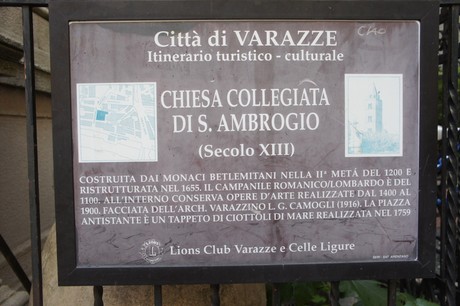 Città di VARAZZE
Itinerario turistico - culturale
CIAO
CHIESA COLLEGIATA
DI S. AMBROGIO
(Secolo XIII)
COSTRUITA DAI MONACI BETLEMITANI NELLA IIª METÁ DEL 1200 E
RISTRUTTURATA NEL 1655. IL CAMPANILE ROMANICO/LOMBARDO È DEL
1100. ALL'INTERNO CONSERVA OPERE D'ARTE REALIZZATE DAL 1400 AL
1900. FACCIATA DELL'ARCH. VARAZZINO L. G. CAMOGLI (1916). LA PIAZZA
ANTISTANTE È UN TAPPETO DI CIOTTOLI DI MARE REALIZZATA NEL 1759
Lions Club Varazze e Celle Ligure